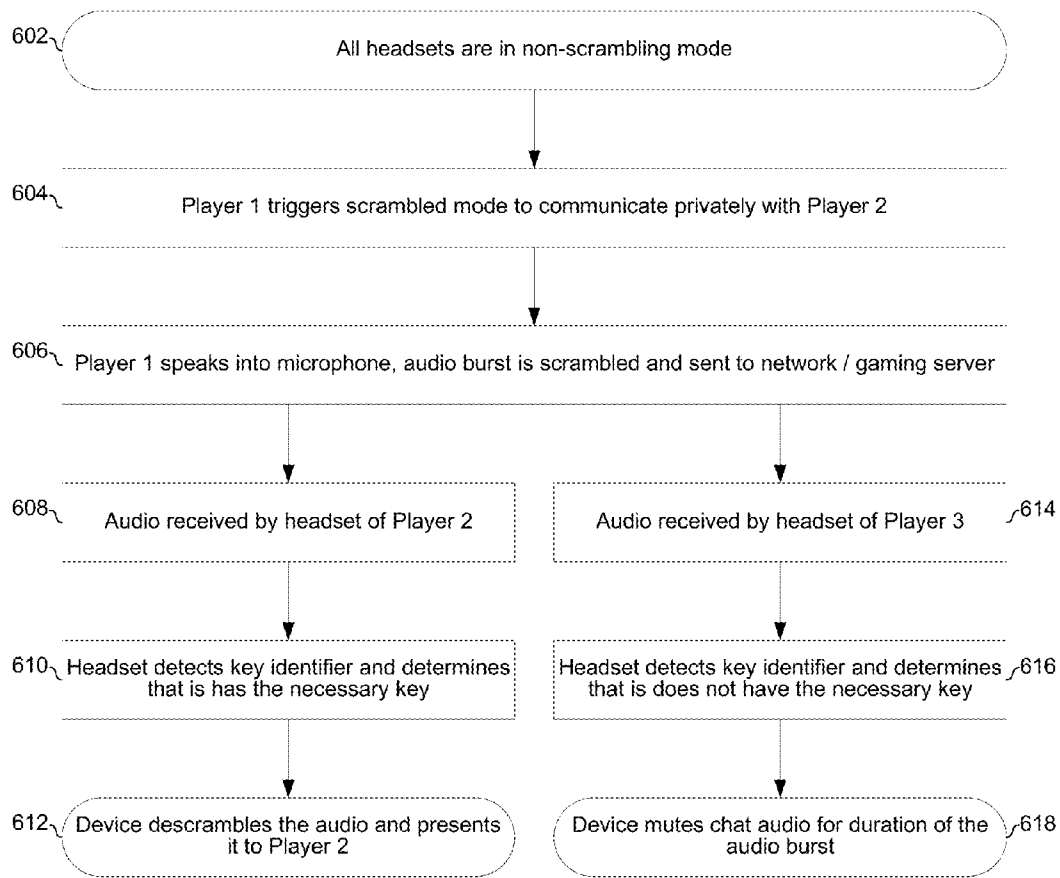 602
All headsets are in non-scrambling mode
604
Player 1 triggers scrambled mode to communicate privately with Player 2
606
Player 1 speaks into microphone, audio burst is scrambled and sent to network / gaming server
608
Audio received by headset of Player 2
Audio received by headset of Player 3
614
610
Headset detects key identifier and determines
that is has the necessary key
Headset detects key identifier and determines
that is does not have the necessary key
616
612
Device descrambles the audio and presents
it to Player 2
Device mutes chat audio for duration of the
audio burst
618